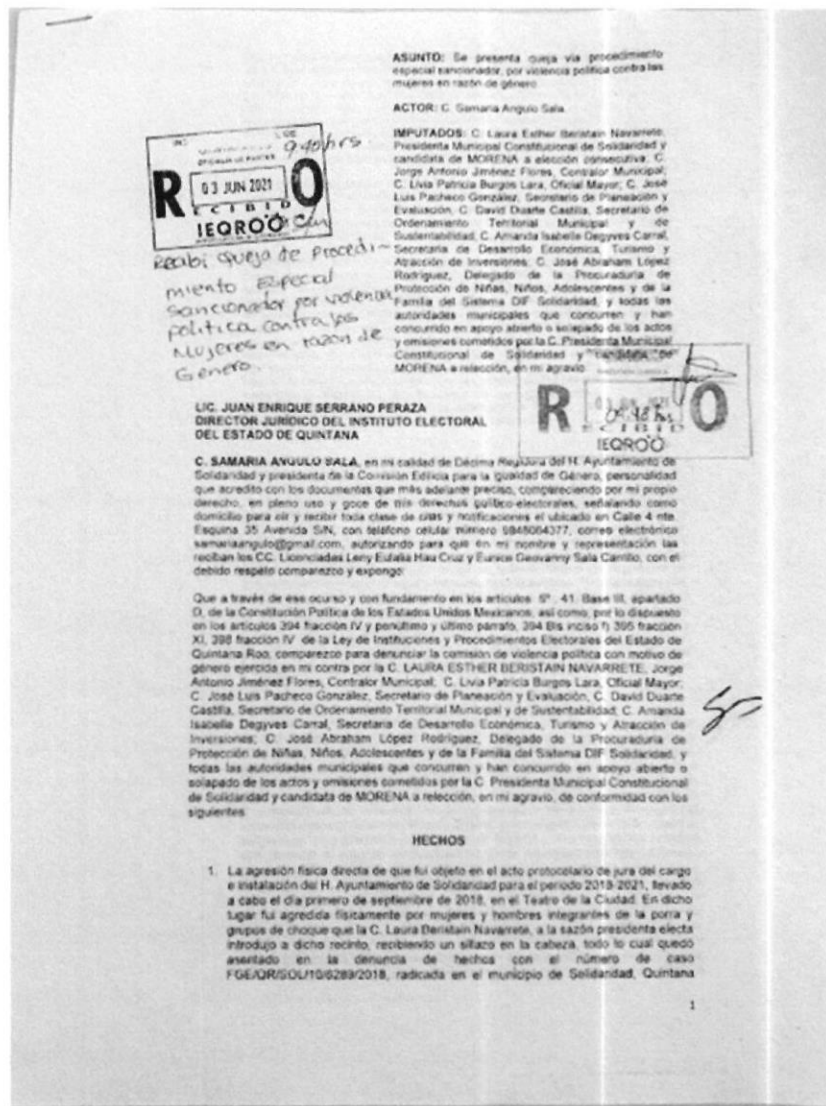 ASUNTO: Se presenta queja vía procedimiento
especial sancionador, por violencia política contra las
mujeres en razón de género.
ACTOR: C. Samaria Angulo Sala.
IMPUTADOS: C. Laura Esther Beristain Navarrete,
Presidenta Municipal Constitucional de Solidaridad y
candidata de MORENA a elección consecutiva; C.
Jorge Antonio Jiménez Flores, Contralor Municipal;
C. Livia Patricia Burgos Lara, Oficial Mayor; C. José
Luis Pacheco González, Secretario de Planeación y
Evaluación, C. David Duarte Castilla, Secretario de
Ordenamiento Territorial Municipal y de
Sustentabilidad; C. Amanda Isabelle Degyves Carral,
Secretaria de Desarrollo Económica, Turismo y
Atracción de Inversiones; C. José Abraham López
Rodríguez, Delegado de la Procuraduría de
Protección de Niñas, Niños, Adolescentes y de la
Familia del Sistema DIF Solidaridad, y todas las
autoridades municipales que concurren y han
concurrido en apoyo abierto o solapado de los actos
y omisiones cometidos por la C. Presidenta Municipal
Constitucional de Solidaridad y candidata de
MORENA a relección, en mi agravio.
9:40 hrs.
OFICIALIA DE PARTES
R 03 JUN 2021 O
RECIBIDO
IEQROO
Recibí Queja de Procedi-
miento Especial
Sancionador por violencia
política contra las
Mujeres en razón de
Genero.
R 03 JUN 2021 O
09:48 hs
RECIBIDO
IEQROO
LIC. JUAN ENRIQUE SERRANO PERAZA
DIRECTOR JURÍDICO DEL INSTITUTO ELECTORAL
DEL ESTADO DE QUINTANA
C. SAMARIA ANGULO SALA, en mi calidad de Décima Regidora del H. Ayuntamiento de
Solidaridad y presidenta de la Comisión Edilicia para la Igualdad de Género, personalidad
que acredito con los documentos que más adelante preciso, compareciendo por mi propio
derecho, en pleno uso y goce de mis derechos político-electorales, señalando como
domicilio para oír y recibir toda clase de citas y notificaciones el ubicado en Calle 4 nte.
Esquina 35 Avenida S/N, con teléfono celular número 9848064377, correo electrónico
samariaangulo@gmail.com, autorizando para que en mi nombre y representación las
reciban los CC. Licenciadas Leny Eulalia Hau Cruz y Eunice Geovanny Sala Carrillo, con el
debido respeto comparezco y expongo:
Que a través de ese ocurso y con fundamento en los artículos 5º, 41, Base III, apartado
D, de la Constitución Política de los Estados Unidos Mexicanos, así como, por lo dispuesto
en los artículos 394 fracción IV y penúltimo y último párrafo, 394 Bis inciso f) 395 fracción
XI, 398 fracción IV de la Ley de Instituciones y Procedimientos Electorales del Estado de
Quintana Roo, comparezco para denunciar la comisión de violencia política con motivo de
género ejercida en mi contra por la C. LAURA ESTHER BERISTAIN NAVARRETE, Jorge
Antonio Jiménez Flores, Contralor Municipal; C. Livia Patricia Burgos Lara, Oficial Mayor;
C. José Luis Pacheco González, Secretario de Planeación y Evaluación, C. David Duarte
Castilla, Secretario de Ordenamiento Territorial Municipal y de Sustentabilidad; C. Amanda
Isabelle Degyves Carral, Secretaria de Desarrollo Económica, Turismo y Atracción de
Inversiones; C. José Abraham López Rodríguez, Delegado de la Procuraduría de
Protección de Niñas, Niños, Adolescentes y de la Familia del Sistema DIF Solidaridad, y
todas las autoridades municipales que concurren y han concurrido en apoyo abierto o
solapado de los actos y omisiones cometidos por la C. Presidenta Municipal Constitucional
de Solidaridad y candidata de MORENA a relección, en mi agravio, de conformidad con los
siguientes
HECHOS
1. La agresión física directa de que fui objeto en el acto protocolario de jura del cargo
e instalación del H. Ayuntamiento de Solidaridad para el periodo 2018-2021, llevado
a cabo el día primero de septiembre de 2018, en el Teatro de la Ciudad. En dicho
lugar fui agredida físicamente por mujeres y hombres integrantes de la porra y
grupos de choque que la C. Laura Beristain Navarrete, a la sazón presidenta electa
introdujo a dicho recinto, recibiendo un sillazo en la cabeza, todo lo cual quedó
asentado en la denuncia de hechos con el número de caso
FGE/QR/SOL/10/6289/2018, radicada en el municipio de Solidaridad, Quintana
1